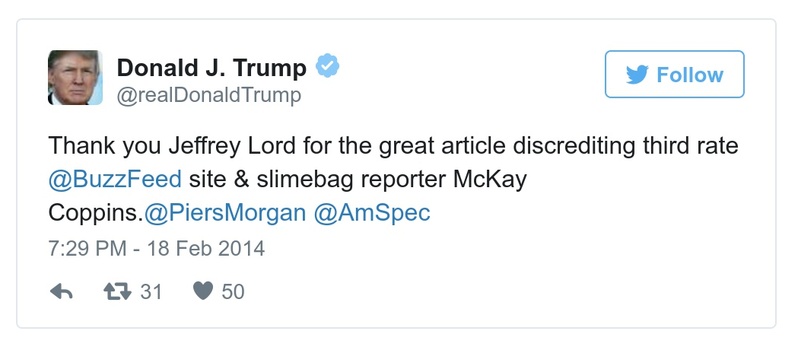 Donald J. Trump
@realDonaldTrump
Follow
Thank you Jeffrey Lord for the great article discrediting third rate
@BuzzFeed site & slimebag reporter McKay
Coppins.@PiersMorgan @AmSpec
7:29 PM - 18 Feb 2014
31 50